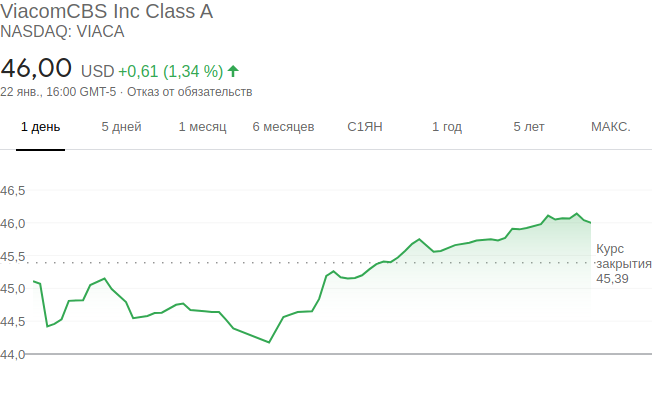 ViacomCBS Inc Class A
NASDAQ: VIACA
46,00 USD +0,61 (1,34 %)
22 янв., 16:00 GMT-5 · Отказ от обязательств
1 день 5 дней 1 месяц 6 месяцев С1ЯН 1 год 5 лет МАКС.
46,5
46,0
45,5
45,0
44,5
44,0
Курс
закрытия
45,39